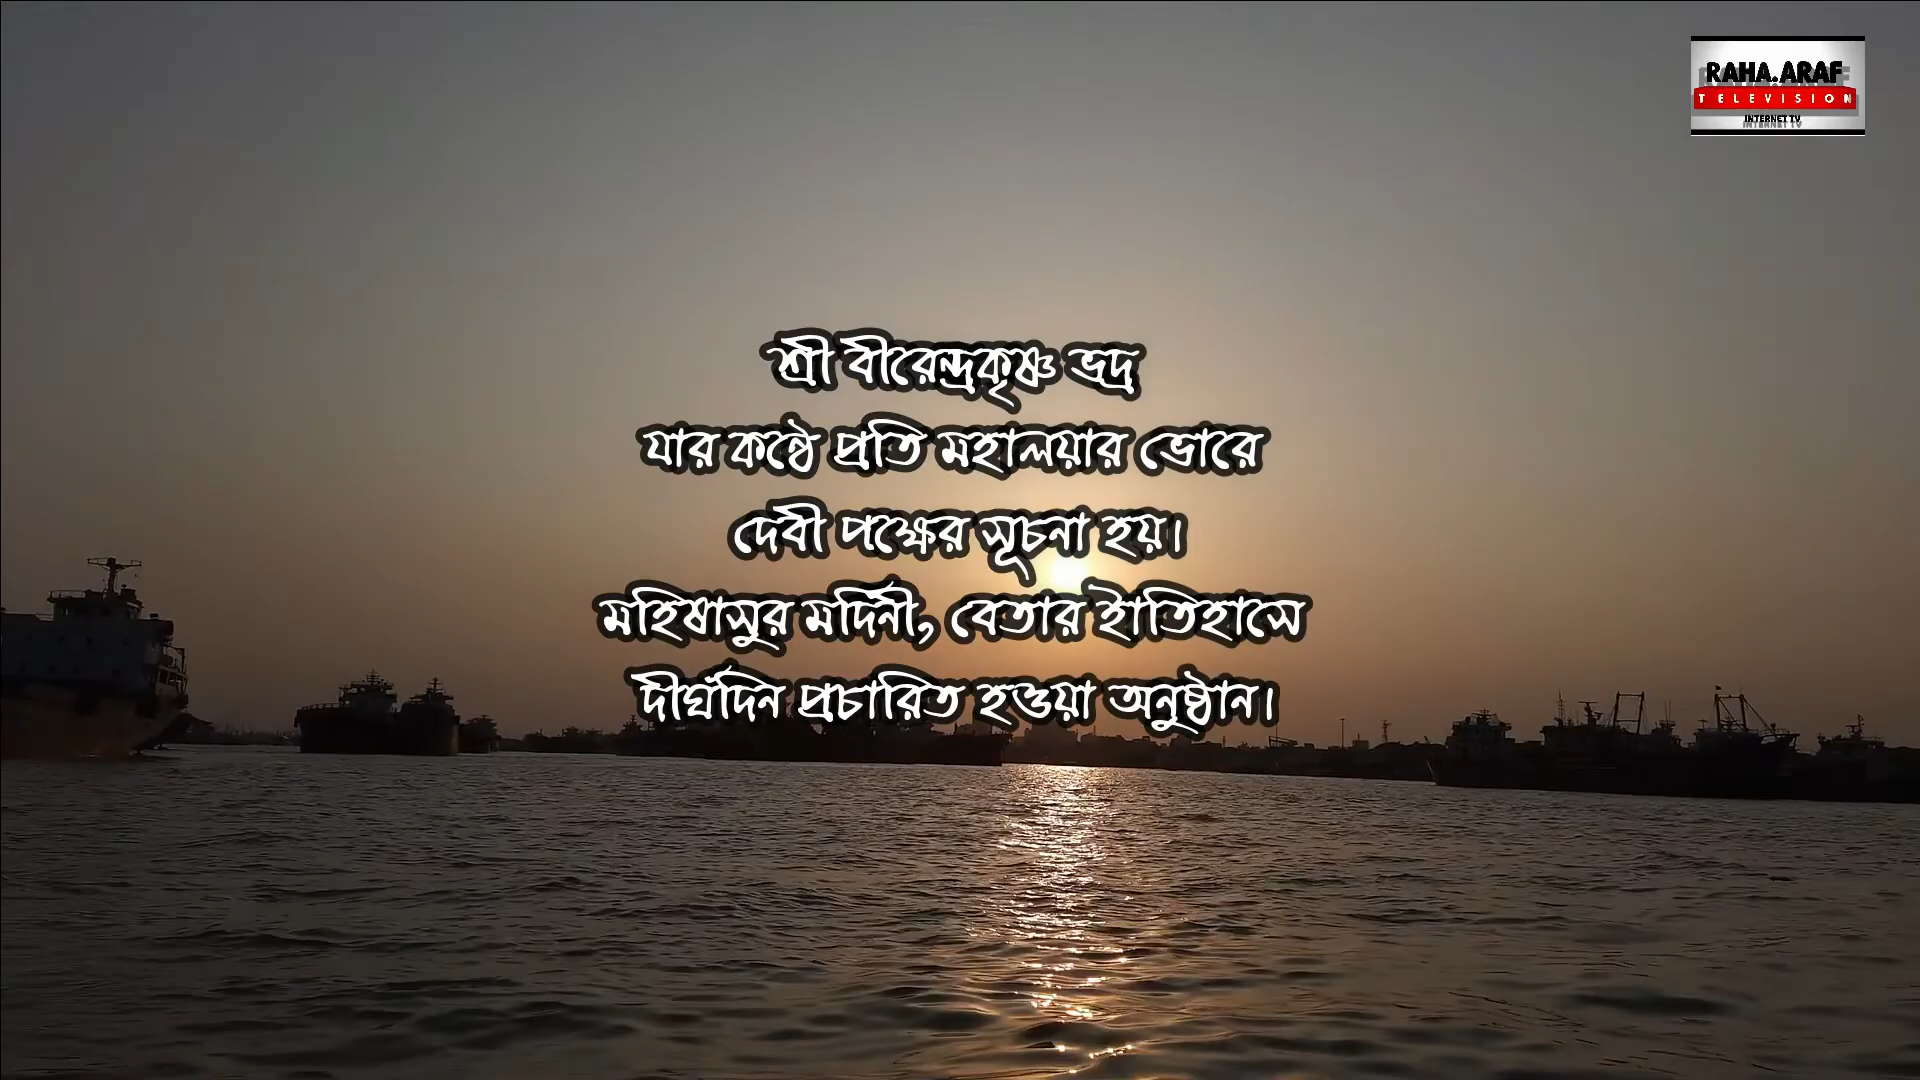 RAHA.ARAF
TELEVISION
INTERNET TV
শ্রী বীরেন্দ্রকৃষ্ণ ভদ্র
যার কন্ঠে প্রতি মহালয়ার ভোরে
দেবী পক্ষের সূচনা হয়।
মহিষাসুর মর্দিনী, বেতার ইাতিহাসে
দীর্ঘদিন প্রচারিত হওয়া অনুষ্ঠান।